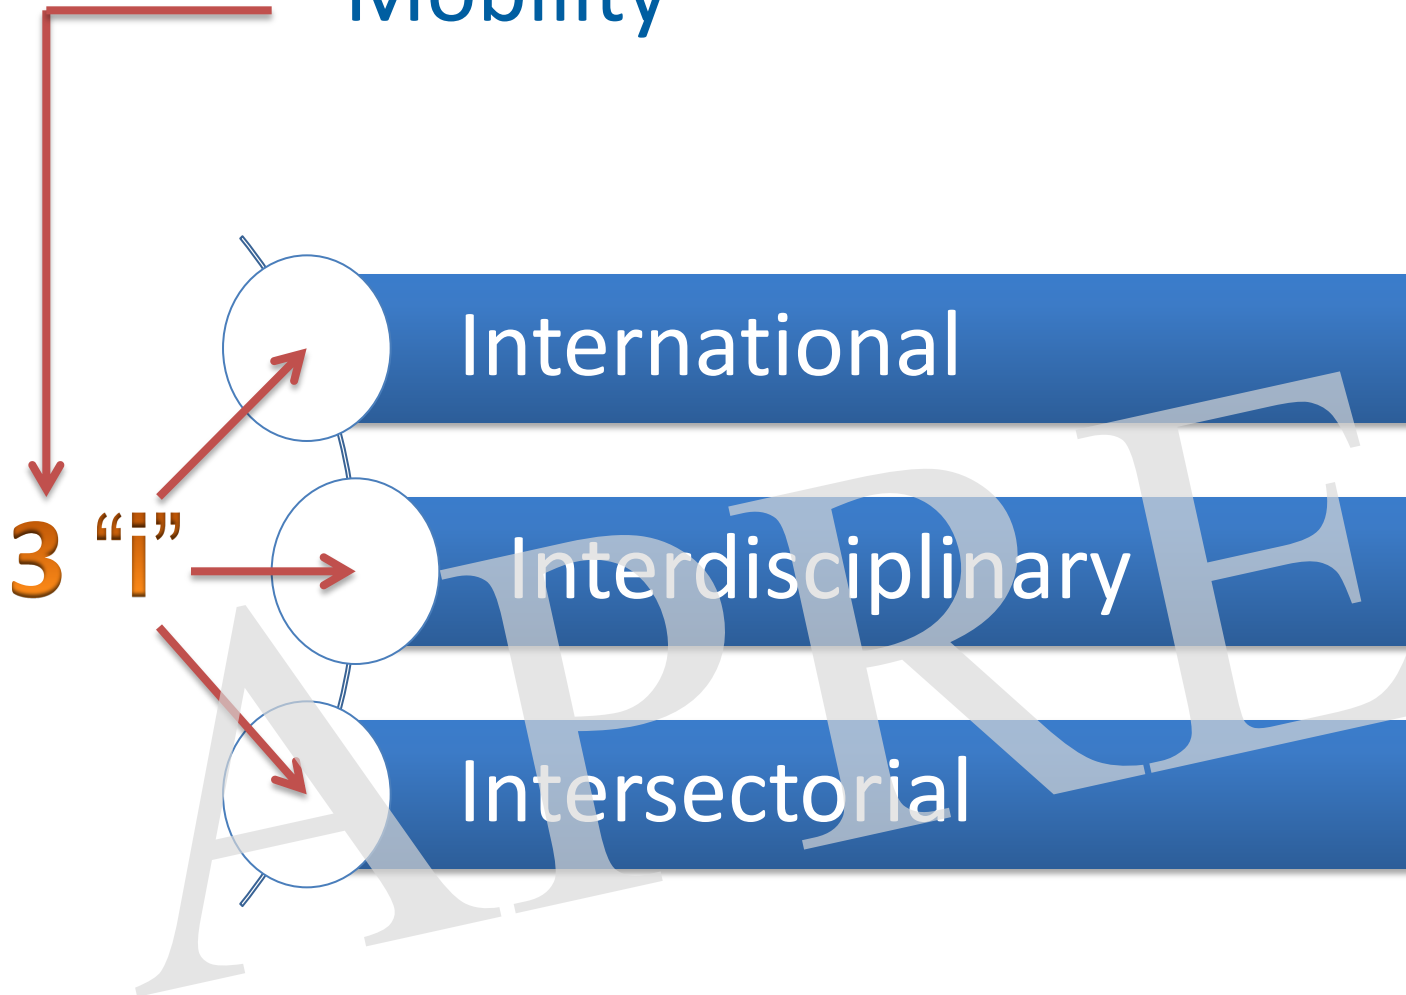 Mobility
International
3 “i”
Interdisciplinary
Intersectorial
APRE